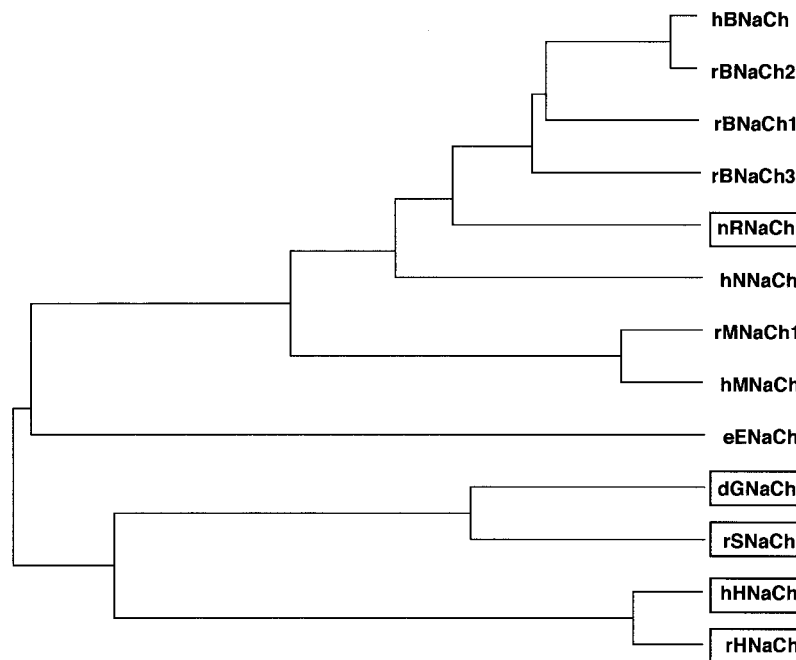 hBNaCh
rBNaCh2
rBNaCh1
rBNaCh3
nRNaCh
hNNaCh
rMNaCh1
hMNaCh
eENaCh
dGNaCh
rSNaCh
hHNaCh
rHNaCh